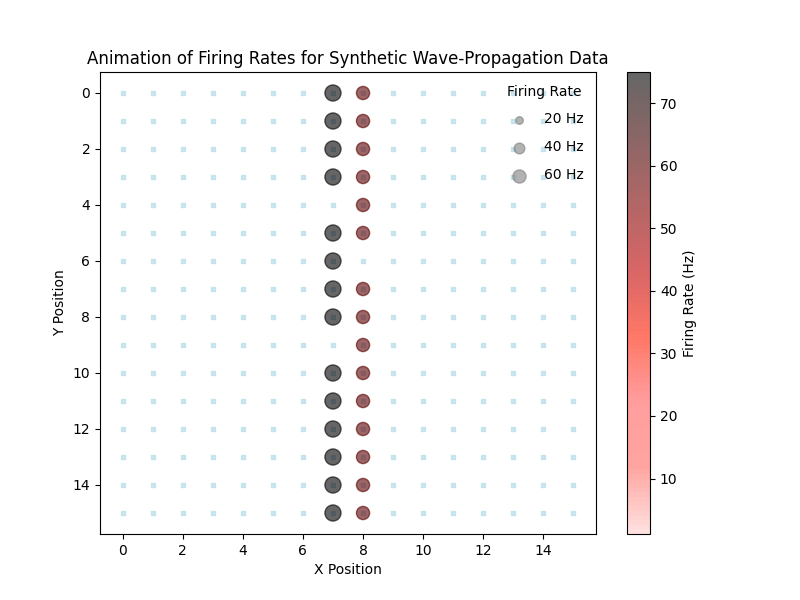 Animation of Firing Rates for Synthetic Wave-Propagation Data
Firing Rate
20 Hz
40 Hz
60 Hz
0
2
4
6
8
10
12
14
Y Position
0
2
4
6
8
10
12
14
X Position
70
60
50
40
30
20
10
Firing Rate (Hz)